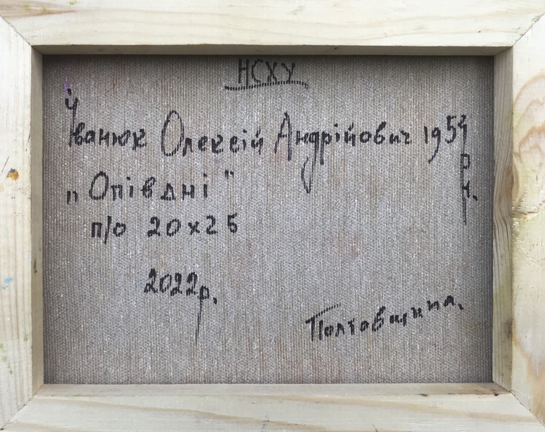 НСХУ
Іванюк Олексій Андрійович 1954 р.н.
„Опівдні"
п/о 20х25
2022р.
Полтовщина.